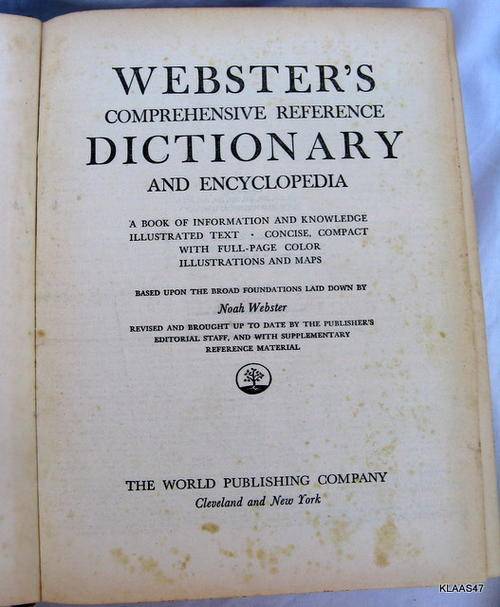 WEBSTER'S
COMPREHENSIVE REFERENCE
DICTIONARY
AND ENCYCLOPEDIA
A BOOK OF INFORMATION AND KNOWLEDGE
ILLUSTRATED TEXT · CONCISE, COMPACT
WITH FULL-PAGE COLOR
ILLUSTRATIONS AND MAPS
BASED UPON THE BROAD FOUNDATIONS LAID DOWN BY
Noah Webster
REVISED AND BROUGHT UP TO DATE BY THE PUBLISHER'S
EDITORIAL STAFF, AND WITH SUPPLEMENTARY
REFERENCE MATERIAL
THE WORLD PUBLISHING COMPANY
Cleveland and New York
KLAAS47